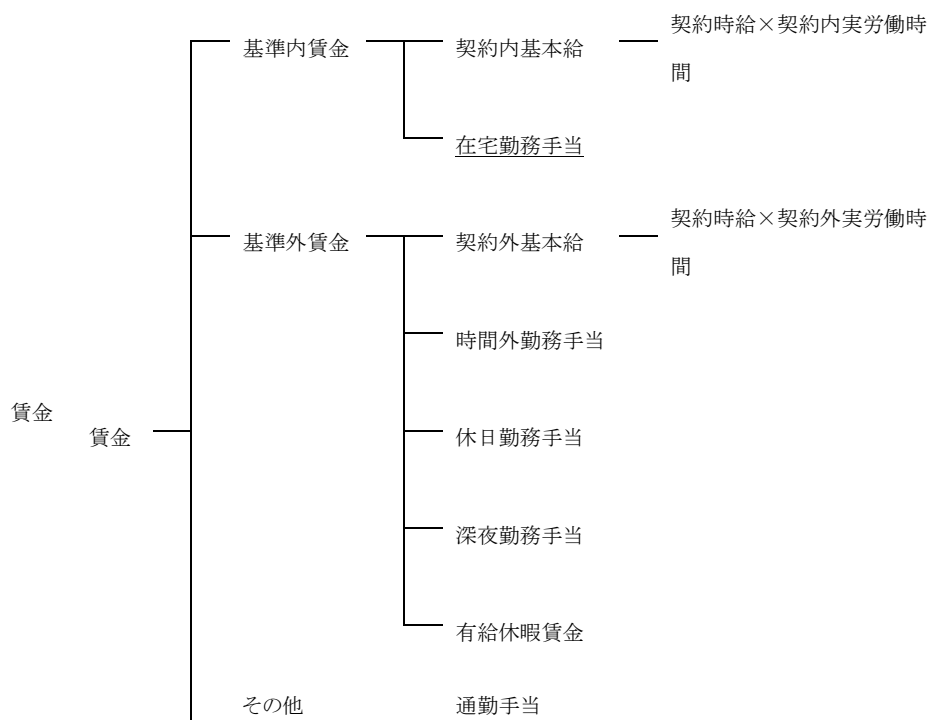 契約時給×契約内実労働時
間
基準内賃金
契約内基本給
在宅勤務手当
契約時給×契約外実労働時
間
基準外賃金
契約外基本給
時間外勤務手当
賃金
賃金
休日勤務手当
深夜勤務手当
有給休暇賃金
その他
通勤手当